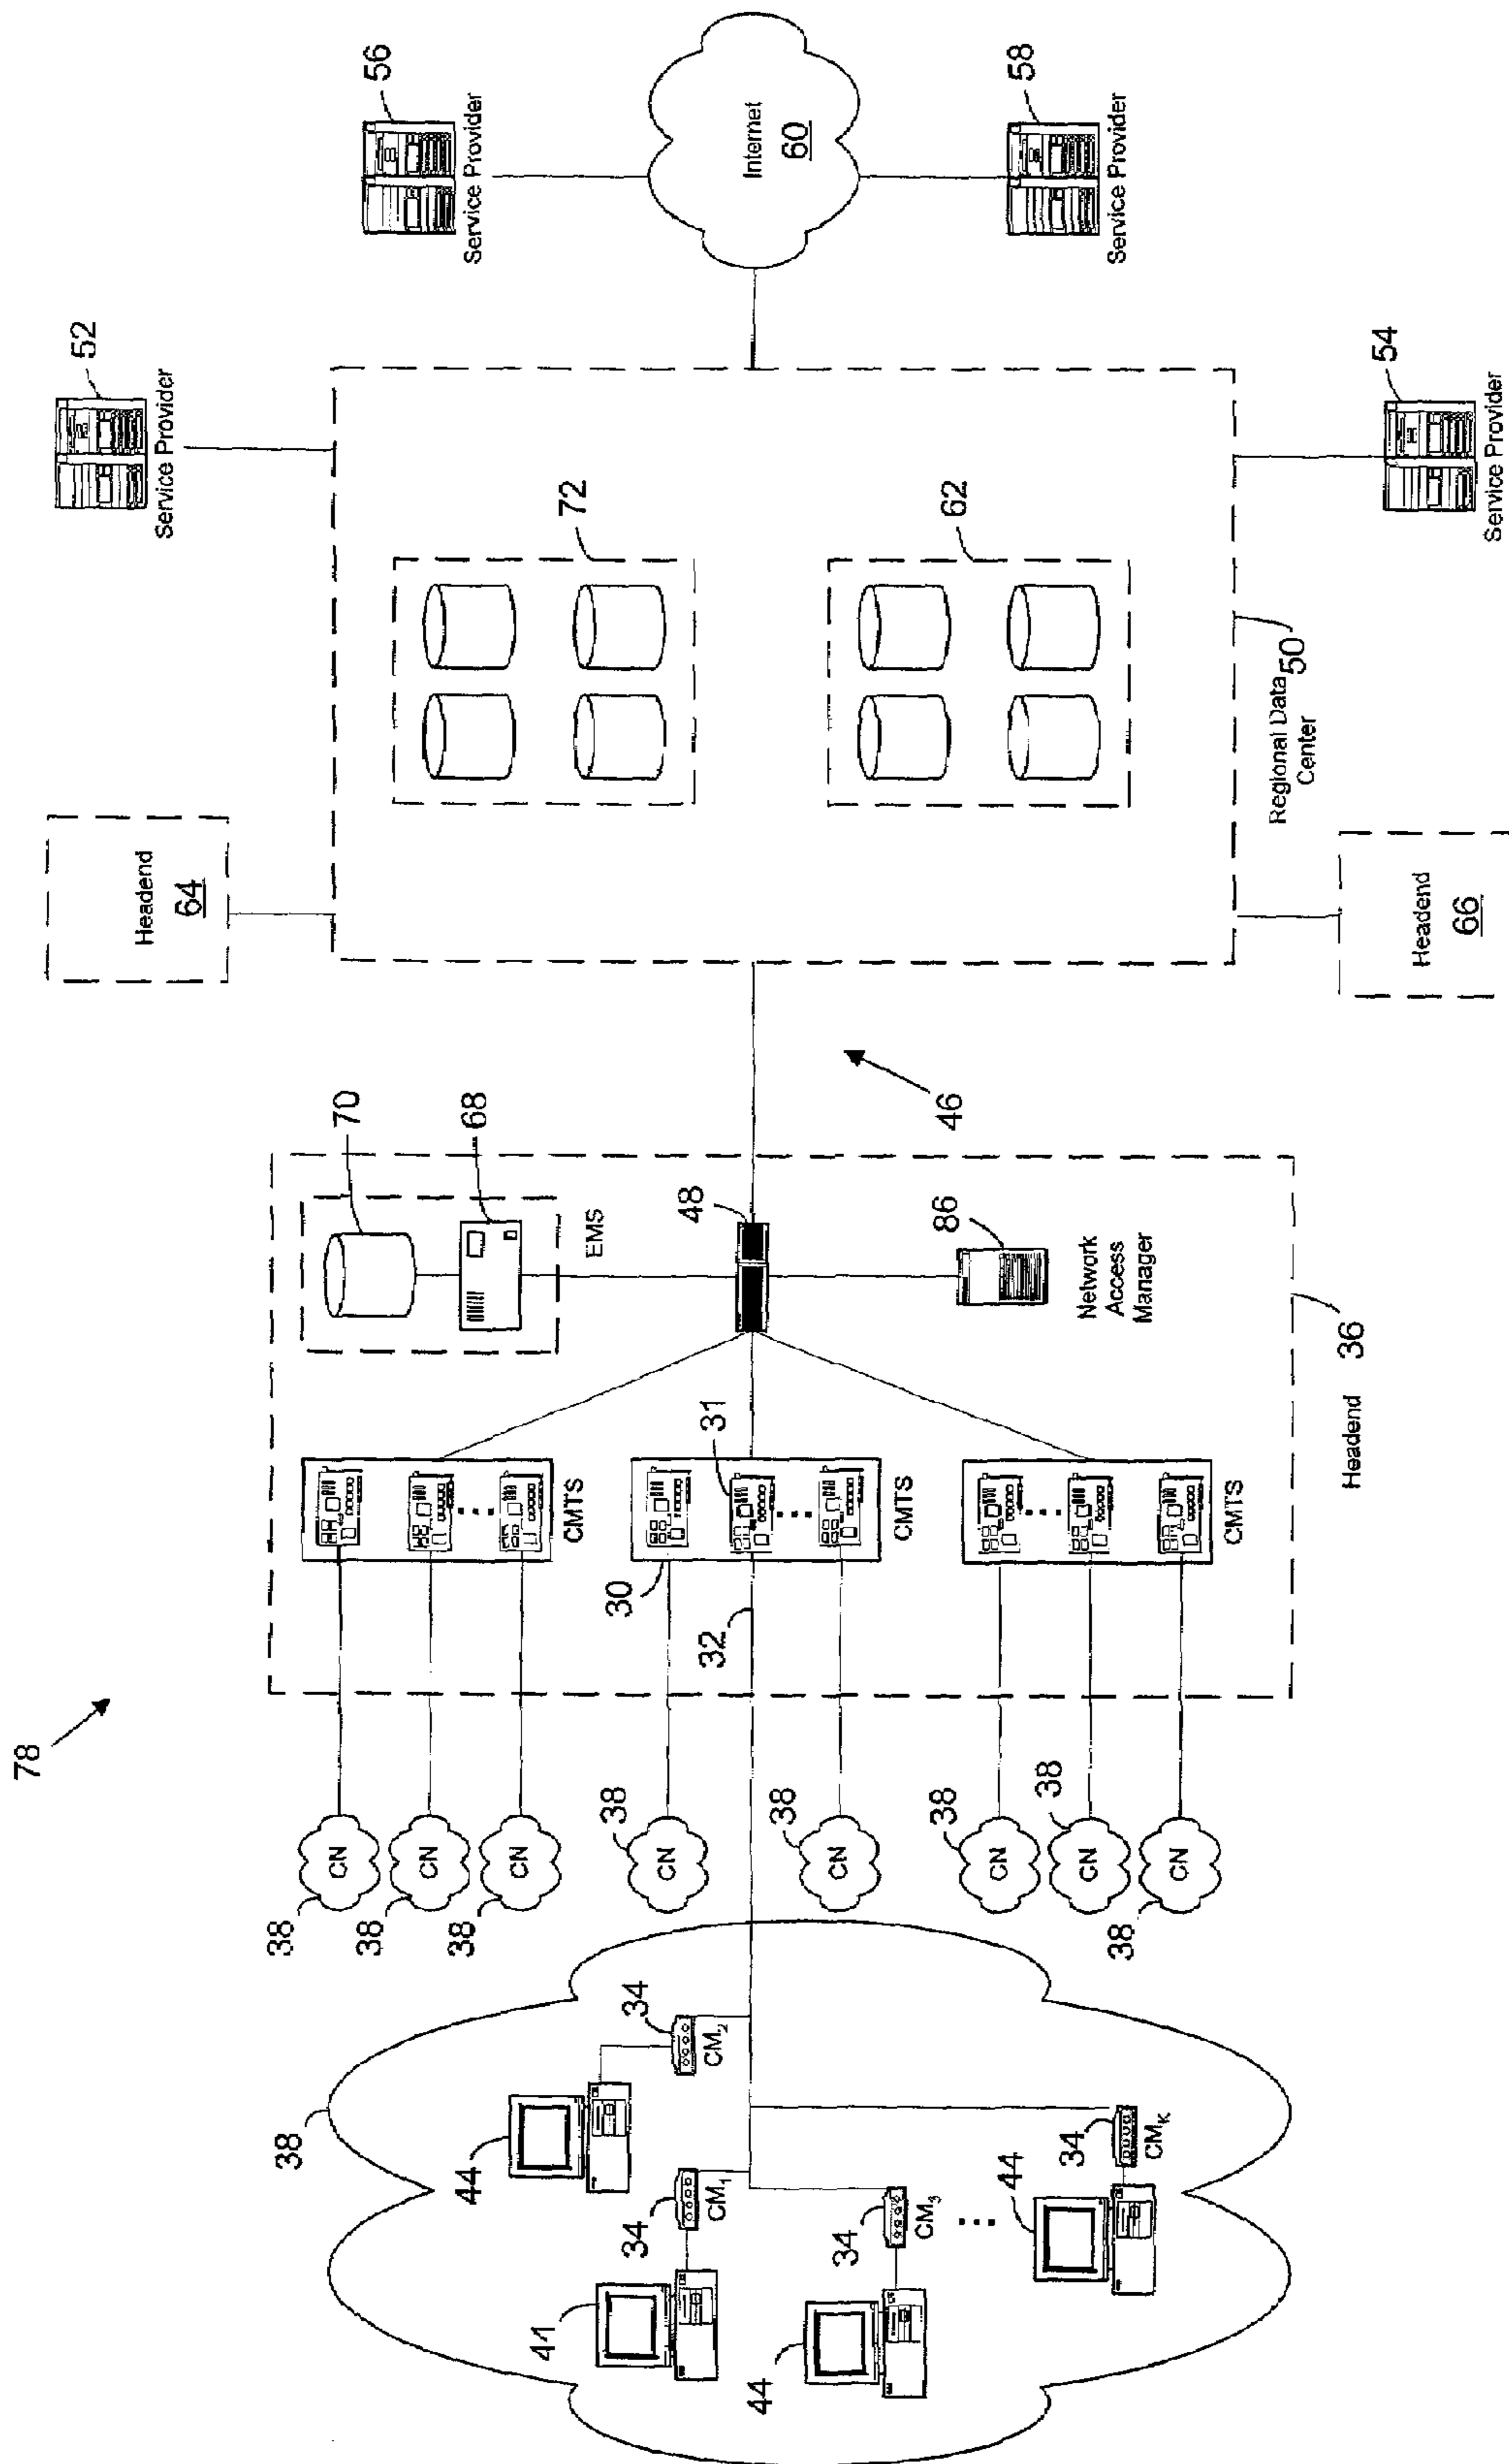 78
38
44
34
CM2
44
34
CM1
44
34
CM3
...
44
34
CMK
38
CN
38
CN
38
CN
38
CN
38
CN
38
CN
38
CN
38
CN
32
30
31
CMTS
CMTS
CMTS
70
68
EMS
48
86
Network
Access
Manager
Headend
36
46
Headend
64
Headend
66
72
62
Regional Data
Center
50
52
Service Provider
54
Service Provider
56
Service Provider
58
Service Provider
Internet
60